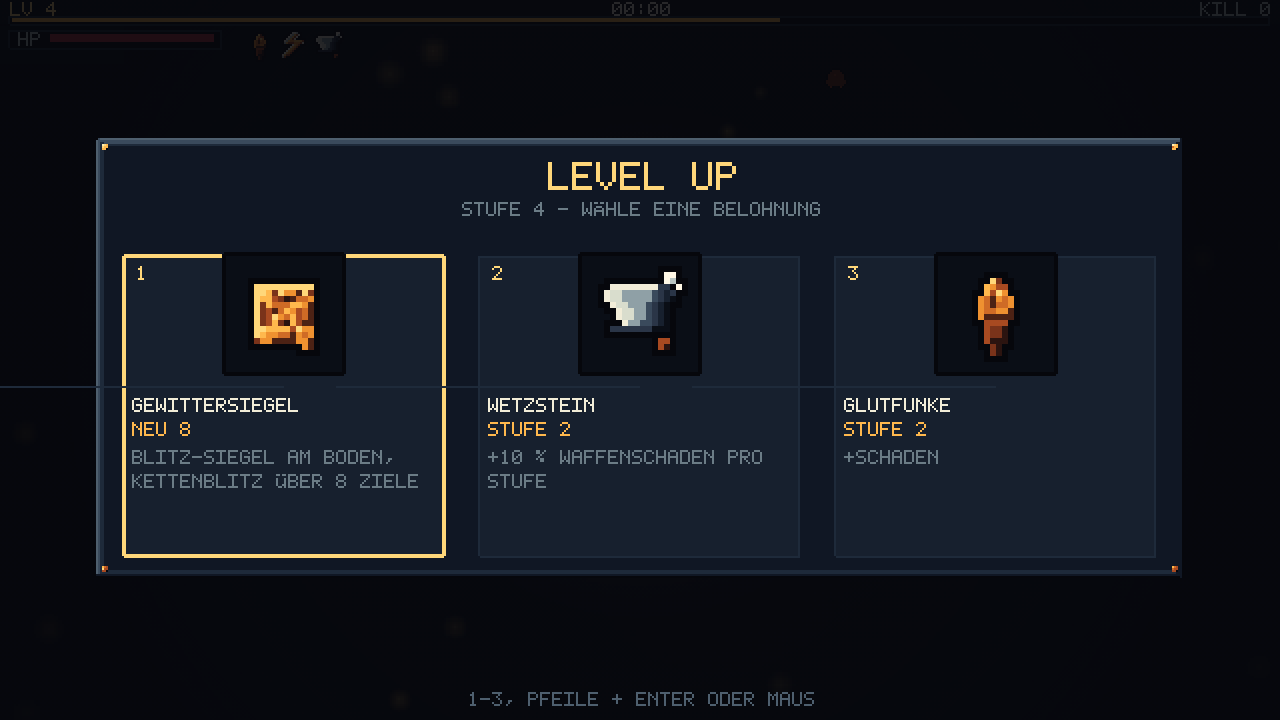 LV 4
00:00
KILL 0
HP
LEVEL UP
STUFE 4 – WÄHLE EINE BELOHNUNG
1
2
3
GEWITTERSIEGEL
NEU 8
BLITZ-SIEGEL AM BODEN,
KETTENBLITZ ÜBER 8 ZIELE
WETZSTEIN
STUFE 2
+10 % WAFFENSCHADEN PRO
STUFE
GLUTFUNKE
STUFE 2
+SCHADEN
1-3, PFEILE + ENTER ODER MAUS